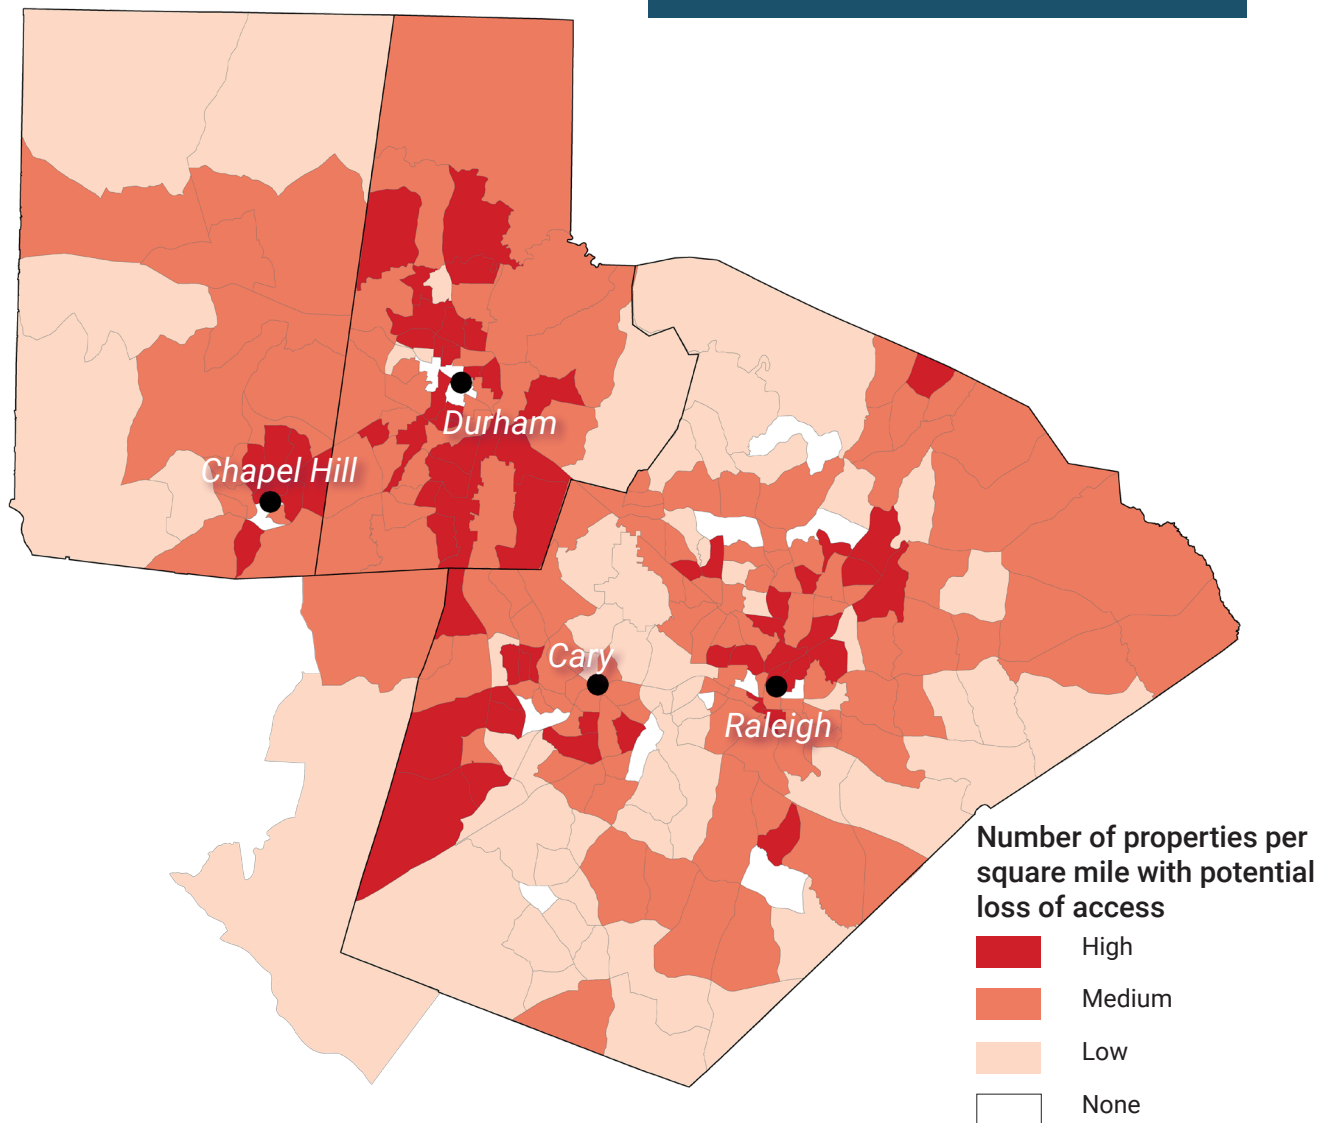 Durham
Chapel Hill
Cary
Raleigh
Number of properties per
square mile with potential
loss of access
High
Medium
Low
None